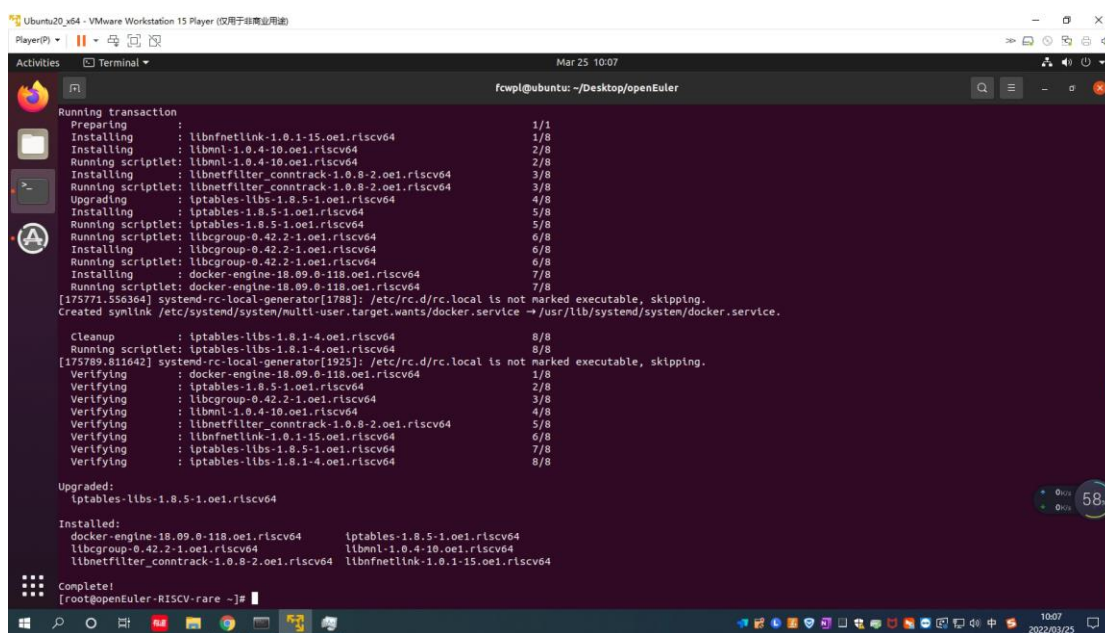 Ubuntu20_x64 - VMware Workstation 15 Player (仅用于非商业用途)
Player(P)
Activities Terminal Mar 25 10:07
fcwpl@ubuntu: ~/Desktop/openEuler
Running transaction
Preparing : 1/1
Installing : libnfnetlink-1.0.1-15.oe1.riscv64 1/8
Installing : libmnl-1.0.4-10.oe1.riscv64 2/8
Running scriptlet: libmnl-1.0.4-10.oe1.riscv64 2/8
Installing : libnetfilter_conntrack-1.0.8-2.oe1.riscv64 3/8
Running scriptlet: libnetfilter_conntrack-1.0.8-2.oe1.riscv64 3/8
Upgrading : iptables-libs-1.8.5-1.oe1.riscv64 4/8
Installing : iptables-1.8.5-1.oe1.riscv64 5/8
Running scriptlet: iptables-1.8.5-1.oe1.riscv64 5/8
Running scriptlet: libcgroup-0.42.2-1.oe1.riscv64 6/8
Installing : libcgroup-0.42.2-1.oe1.riscv64 6/8
Running scriptlet: libcgroup-0.42.2-1.oe1.riscv64 6/8
Installing : docker-engine-18.09.0-118.oe1.riscv64 7/8
Running scriptlet: docker-engine-18.09.0-118.oe1.riscv64 7/8
[175771.556364] systemd-rc-local-generator[1788]: /etc/rc.d/rc.local is not marked executable, skipping.
Created symlink /etc/systemd/system/multi-user.target.wants/docker.service → /usr/lib/systemd/system/docker.service.
Cleanup : iptables-libs-1.8.1-4.oe1.riscv64 8/8
Running scriptlet: iptables-libs-1.8.1-4.oe1.riscv64 8/8
[175789.811642] systemd-rc-local-generator[1925]: /etc/rc.d/rc.local is not marked executable, skipping.
Verifying : docker-engine-18.09.0-118.oe1.riscv64 1/8
Verifying : iptables-1.8.5-1.oe1.riscv64 2/8
Verifying : libcgroup-0.42.2-1.oe1.riscv64 3/8
Verifying : libmnl-1.0.4-10.oe1.riscv64 4/8
Verifying : libnetfilter_conntrack-1.0.8-2.oe1.riscv64 5/8
Verifying : libnfnetlink-1.0.1-15.oe1.riscv64 6/8
Verifying : iptables-libs-1.8.5-1.oe1.riscv64 7/8
Verifying : iptables-libs-1.8.1-4.oe1.riscv64 8/8
Upgraded:
iptables-libs-1.8.5-1.oe1.riscv64
Installed:
docker-engine-18.09.0-118.oe1.riscv64 iptables-1.8.5-1.oe1.riscv64
libcgroup-0.42.2-1.oe1.riscv64 libmnl-1.0.4-10.oe1.riscv64
libnetfilter_conntrack-1.0.8-2.oe1.riscv64 libnfnetlink-1.0.1-15.oe1.riscv64
Complete!
[root@openEuler-RISCV-rare ~]#
58
中
10:07
2022/03/25